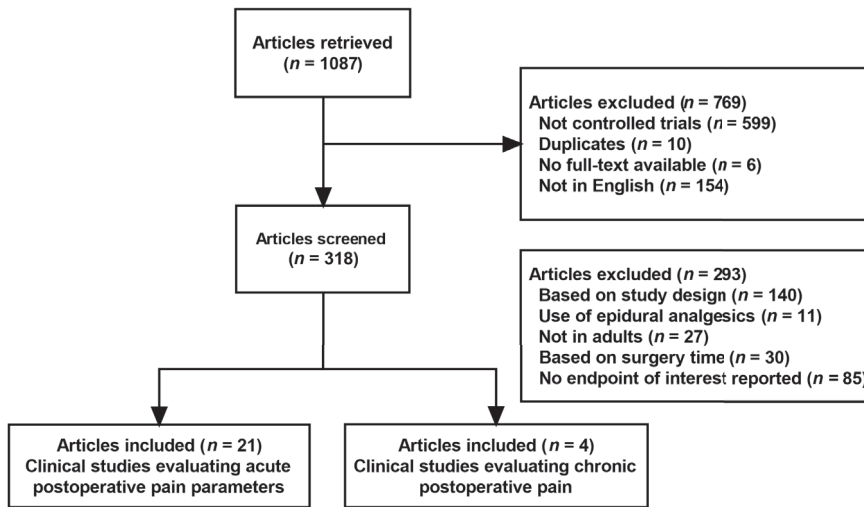 Articles retrieved
(n = 1087)
Articles excluded (n = 769)
Not controlled trials (n = 599)
Duplicates (n = 10)
No full-text available (n = 6)
Not in English (n = 154)
Articles screened
(n = 318)
Articles excluded (n = 293)
Based on study design (n = 140)
Use of epidural analgesics (n = 11)
Not in adults (n = 27)
Based on surgery time (n = 30)
No endpoint of interest reported (n = 85)
Articles included (n = 21)
Clinical studies evaluating acute
postoperative pain parameters
Articles included (n = 4)
Clinical studies evaluating chronic
postoperative pain